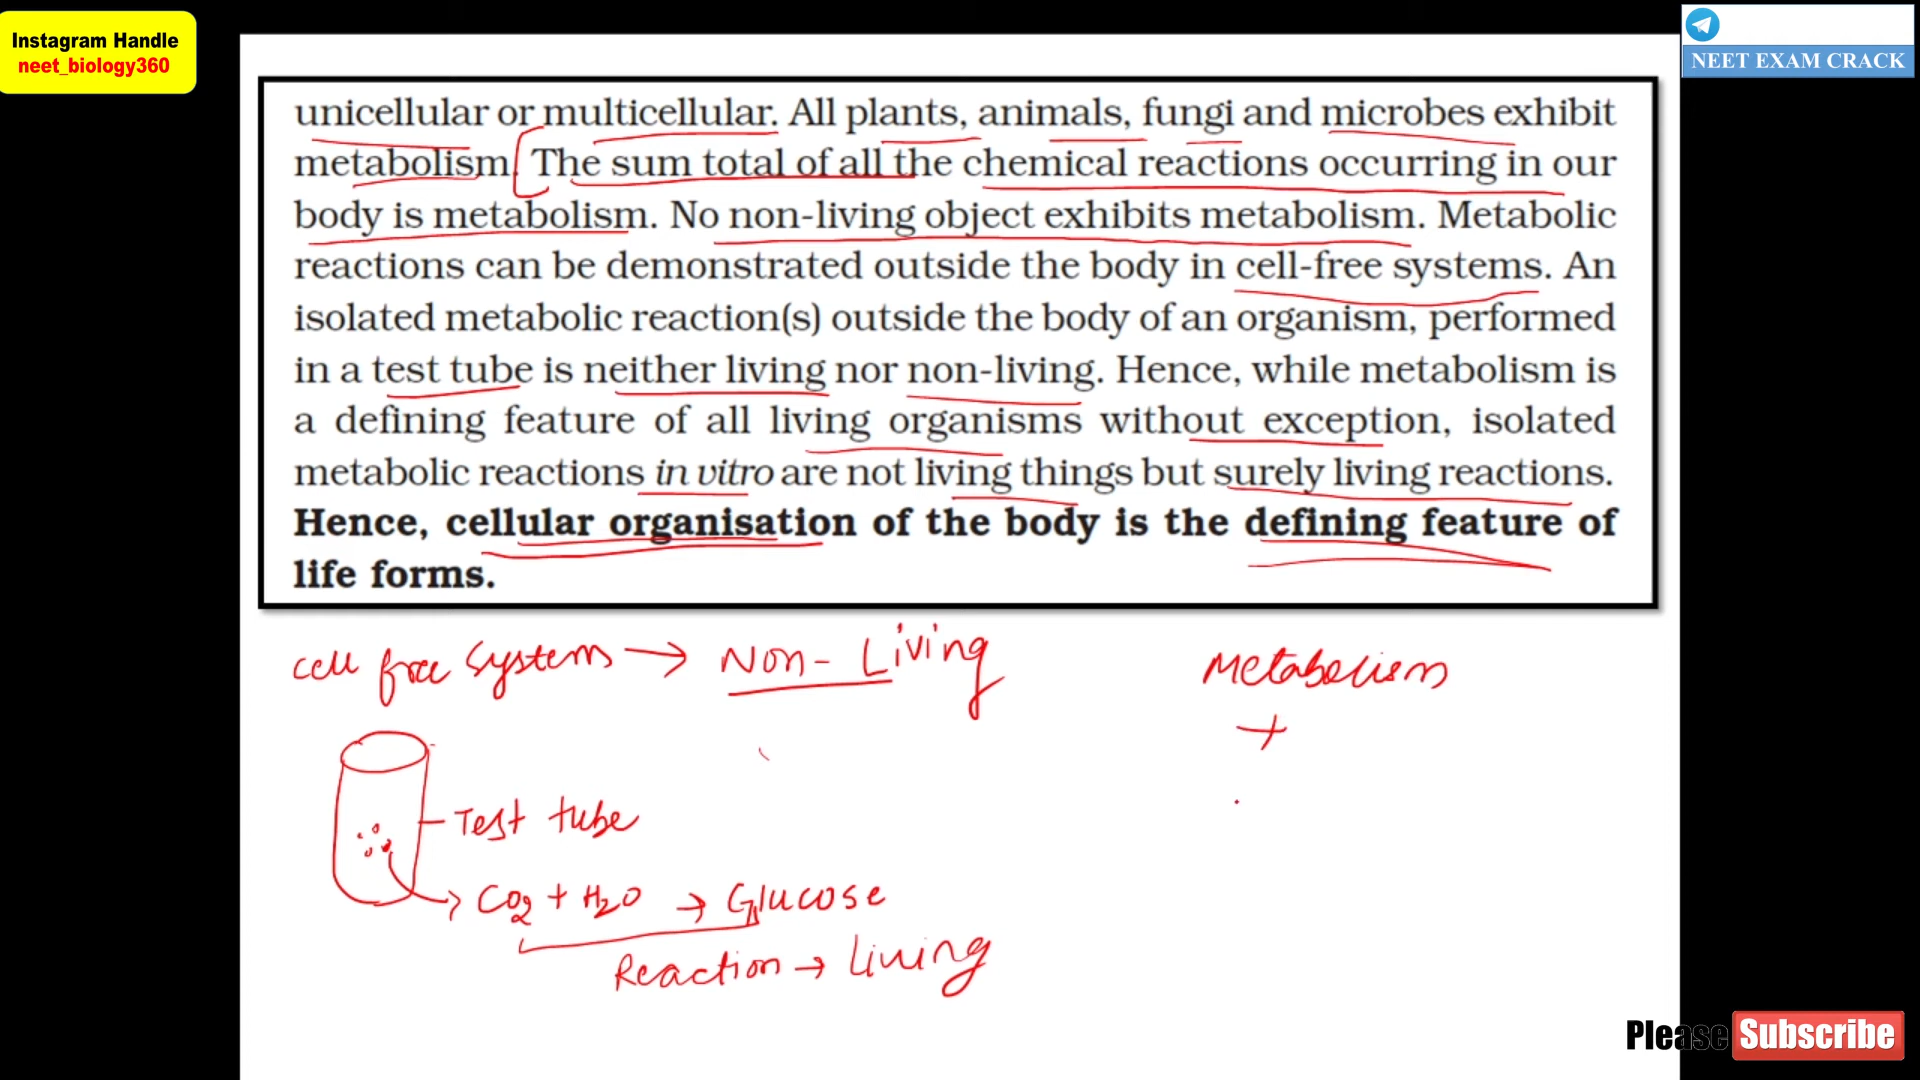 Instagram Handle
neet_biology360
NEET EXAM CRACK
unicellular or multicellular. All plants, animals, fungi and microbes exhibit
metabolism. The sum total of all the chemical reactions occurring in our
body is metabolism. No non-living object exhibits metabolism. Metabolic
reactions can be demonstrated outside the body in cell-free systems. An
isolated metabolic reaction(s) outside the body of an organism, performed
in a test tube is neither living nor non-living. Hence, while metabolism is
a defining feature of all living organisms without exception, isolated
metabolic reactions in vitro are not living things but surely living reactions.
Hence, cellular organisation of the body is the defining feature of
life forms.
cell free systems → Non-Living
Metabolism
+
Test tube
CO2 + H2O → Glucose
Reaction → Living
Please Subscribe